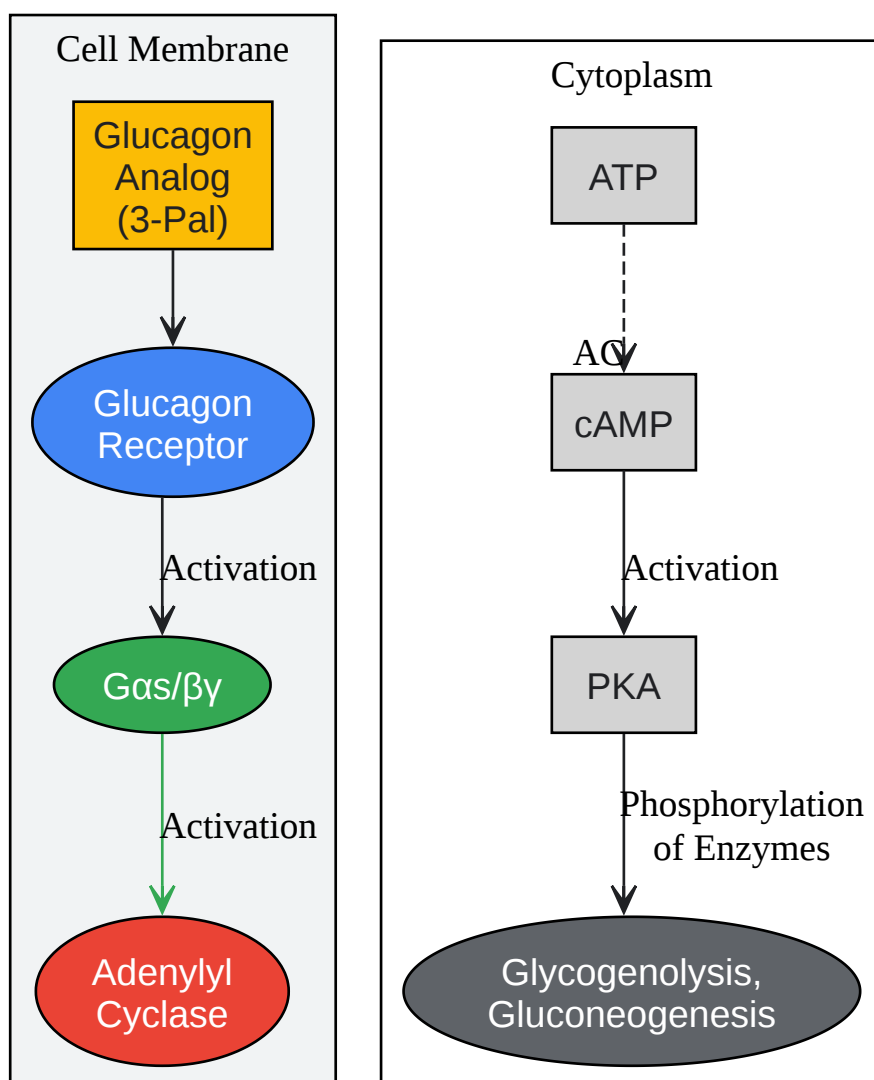 Cell Membrane
Glucagon
Analog
(3-Pal)
Glucagon
Receptor
Activation
Gαs/βγ
Activation
Adenylyl
Cyclase
Cytoplasm
ATP
AC
cAMP
Activation
PKA
Phosphorylation
of Enzymes
Glycogenolysis,
Gluconeogenesis